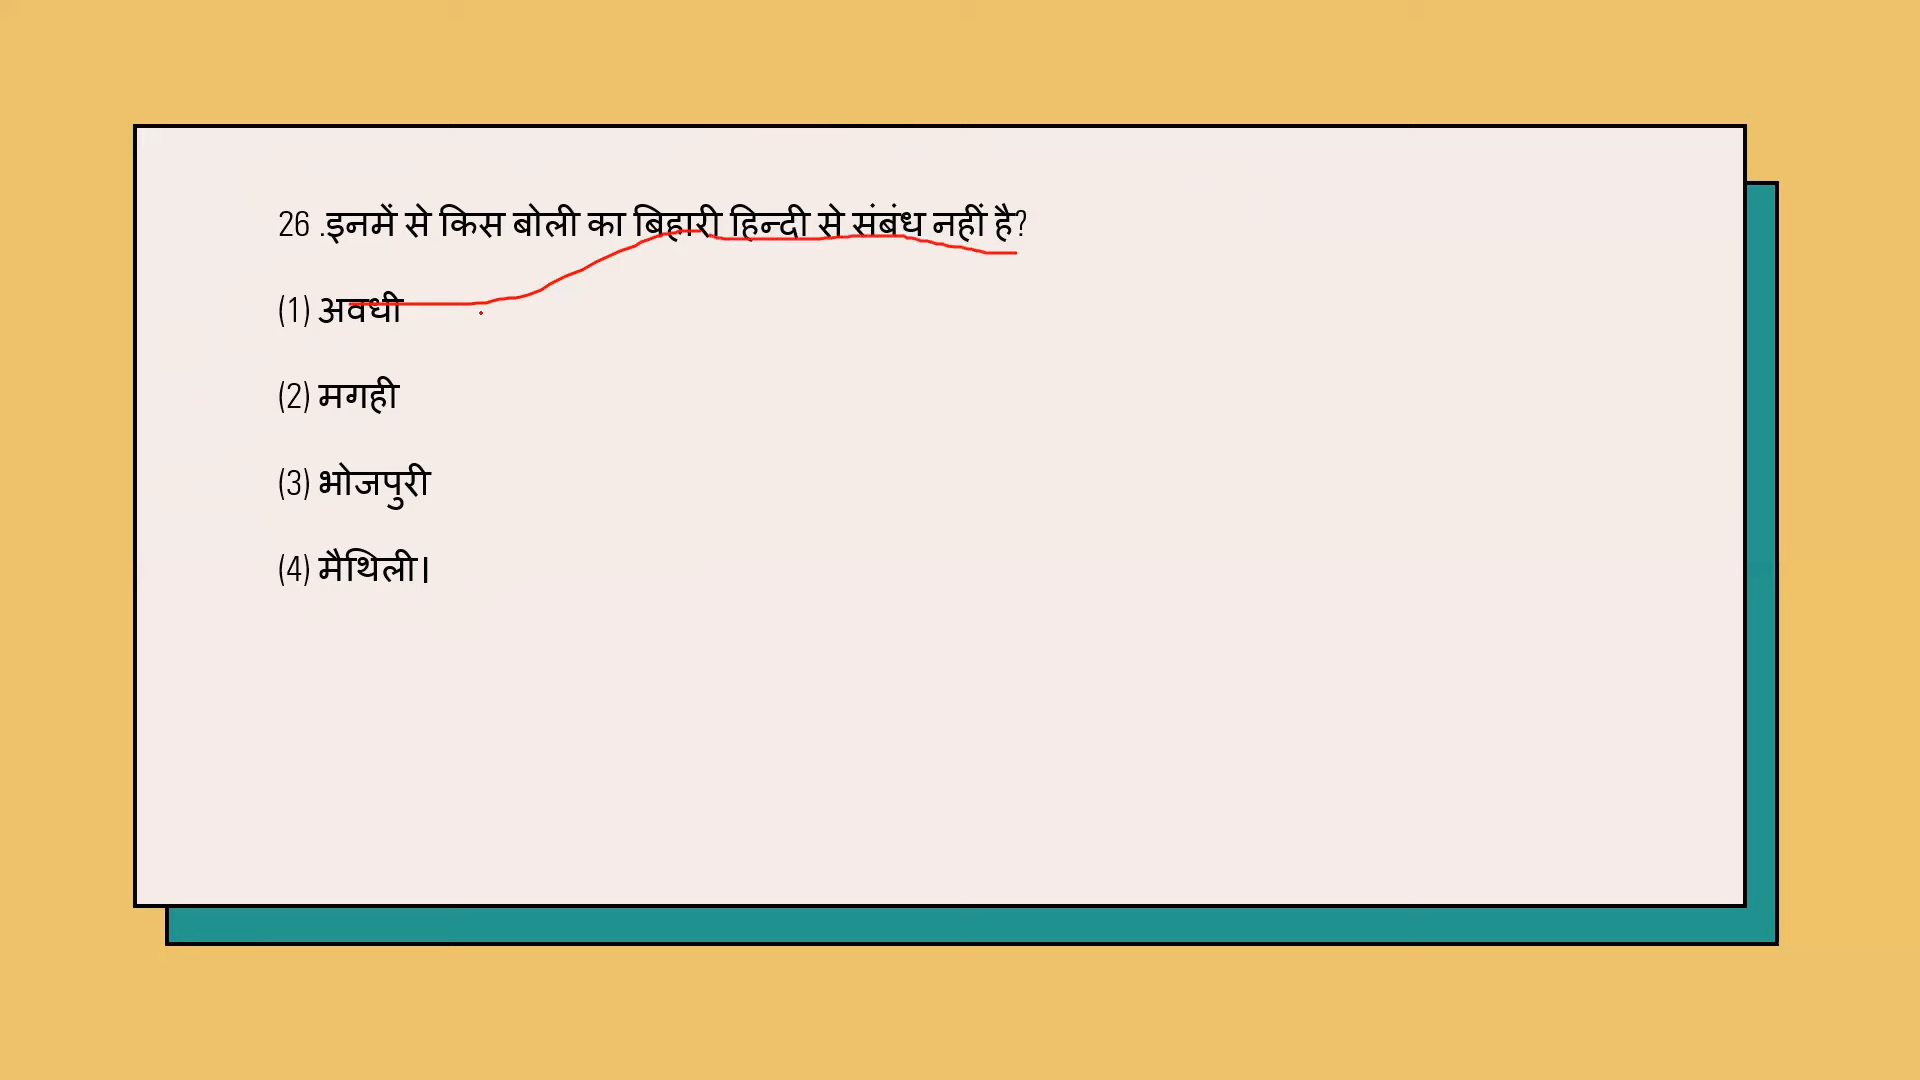 26 .इनमें से किस बोली का बिहारी हिन्दी से संबंध नहीं है?
(1) अवधी
(2) मगही
(3) भोजपुरी
(4) मैथिली।